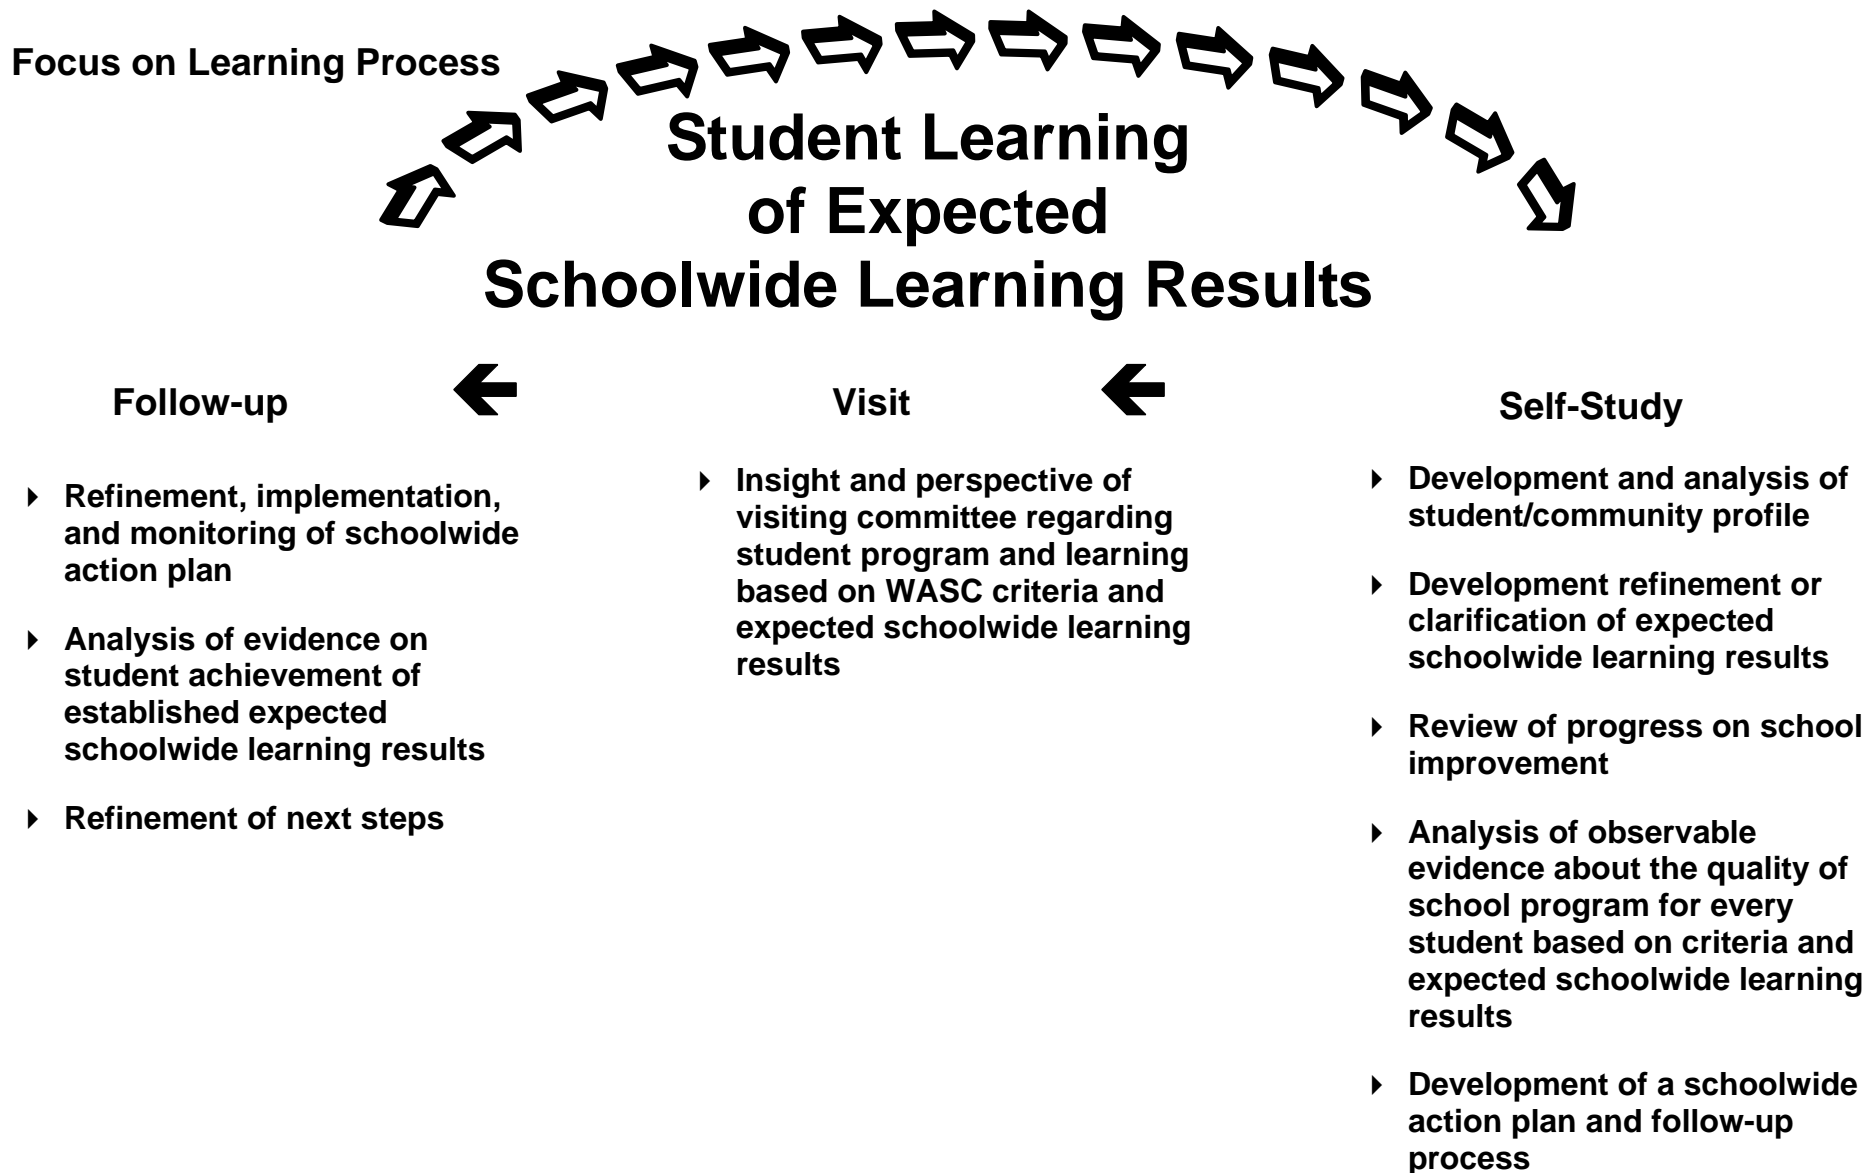 Focus on Learning Process
Student Learning
of Expected
Schoolwide Learning Results
Follow-up
Refinement, implementation,
and monitoring of schoolwide
action plan
Analysis of evidence on
student achievement of
established expected
schoolwide learning results
Refinement of next steps
Visit
Insight and perspective of
visiting committee regarding
student program and learning
based on WASC criteria and
expected schoolwide learning
results
Self-Study
Development and analysis of
student/community profile
Development refinement or
clarification of expected
schoolwide learning results
Review of progress on school
improvement
Analysis of observable
evidence about the quality of
school program for every
student based on criteria and
expected schoolwide learning
results
Development of a schoolwide
action plan and follow-up
process